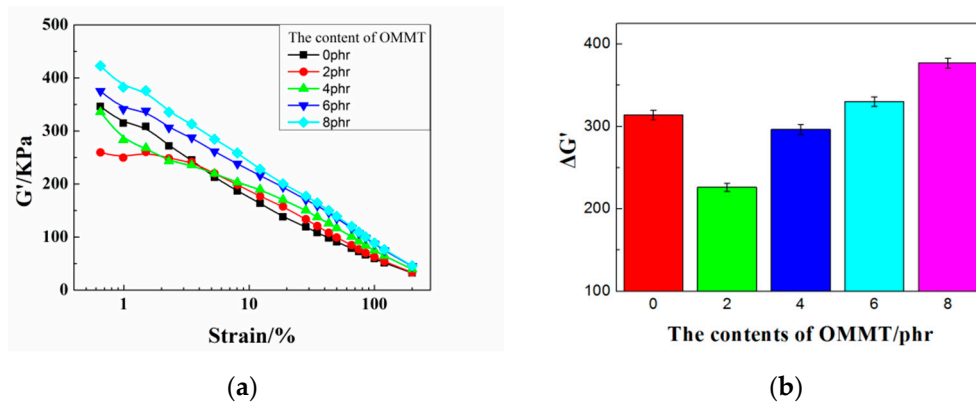 500
400
300
200
100
0
G'/KPa
The content of OMMT
0phr
2phr
4phr
6phr
8phr
1
10
100
Strain/%
(a)
400
300
200
100
ΔG'
0
2
4
6
8
The contents of OMMT/phr
(b)